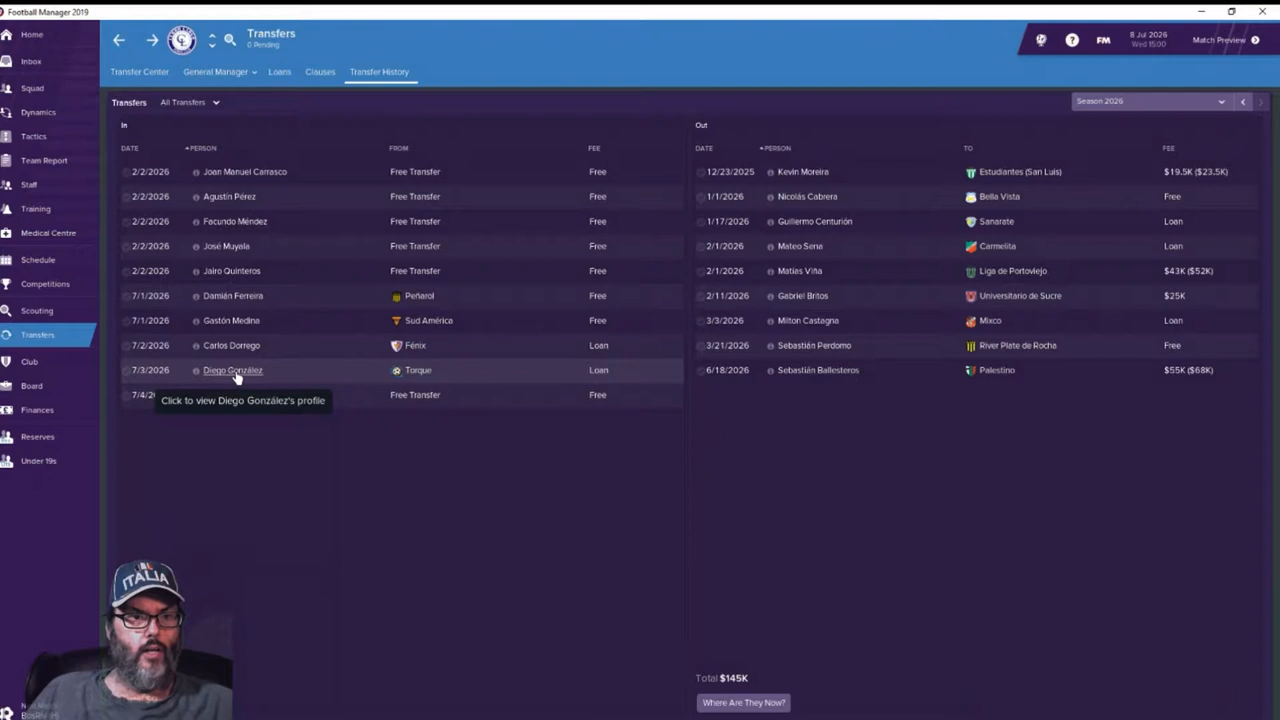 Football Manager 2019
Home
Inbox
Squad
Dynamics
Tactics
Team Report
Staff
Training
Medical Centre
Schedule
Competitions
Scouting
Transfers
Club
Board
Finances
Reserves
Under 19s
Transfers
0 Pending
8 Jul 2026
Wed 15:00
FM
Match Preview
Transfer Center General Manager Loans Clauses Transfer History
Transfers All Transfers
Season 2026
In
DATE PERSON FROM FEE
2/2/2026 Joan Manuel Carrasco Free Transfer Free
2/2/2026 Agustín Pérez Free Transfer Free
2/2/2026 Facundo Méndez Free Transfer Free
2/2/2026 José Muyala Free Transfer Free
2/2/2026 Jairo Quinteros Free Transfer Free
7/1/2026 Damián Ferreira Peñarol Free
7/1/2026 Gastón Medina Sud América Free
7/2/2026 Carlos Dorrego Fénix Loan
7/3/2026 Diego González Torque Loan
Free Transfer Free
Click to view Diego González's profile
Out
DATE PERSON TO FEE
12/23/2025 Kevin Moreira Estudiantes (San Luis) $19.5K ($23.5K)
1/1/2026 Nicolás Cabrera Bella Vista Free
1/17/2026 Guillermo Centurión Sanarate Loan
2/1/2026 Mateo Sena Carmelita Loan
2/1/2026 Matías Viña Liga de Portoviejo $43K ($52K)
2/11/2026 Gabriel Britos Universitario de Sucre $25K
3/3/2026 Milton Castagna Mixco Loan
3/21/2026 Sebastián Perdomo River Plate de Rocha Free
6/18/2026 Sebastián Ballesteros Palestino $55K ($68K)
Total $145K
Where Are They Now?
ITALIA